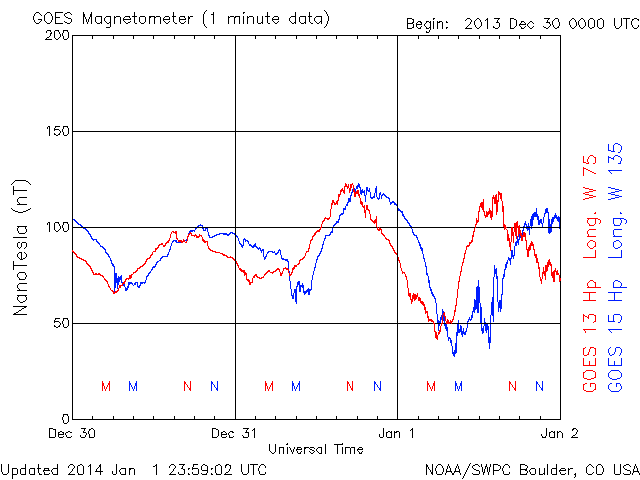 GOES Magnetometer (1 minute data)
Begin: 2013 Dec 30 0000 UTC
200
150
100
50
0
NanoTesla (nT)
M M N N M M N N M M N N
Dec 30 Dec 31 Jan 1 Jan 2
Universal Time
GOES 13 Hp Long. W 75
GOES 15 Hp Long. W 135
Updated 2014 Jan 1 23:59:02 UTC
NOAA/SWPC Boulder, CO USA